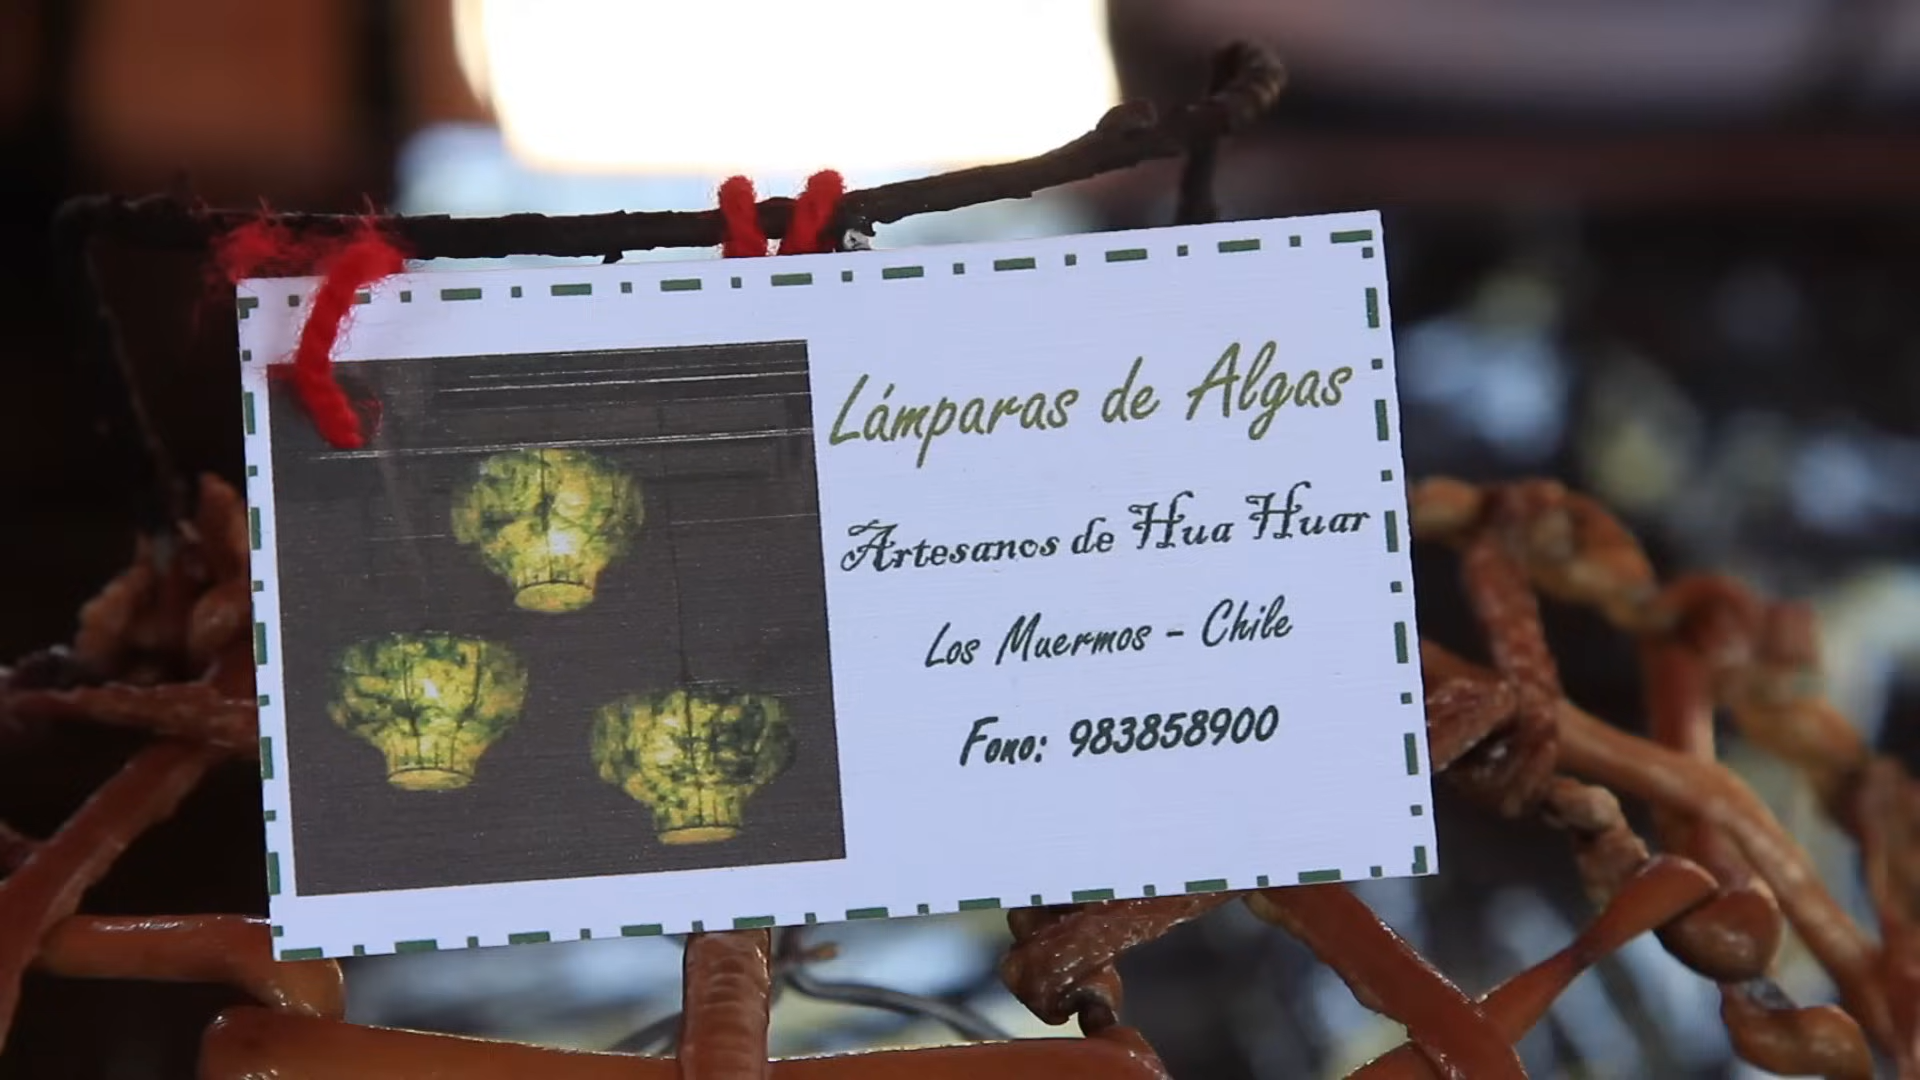 Lámparas de Algas
Artesanos de Hua Huar
Los Muermos - Chile
Fono: 983858900